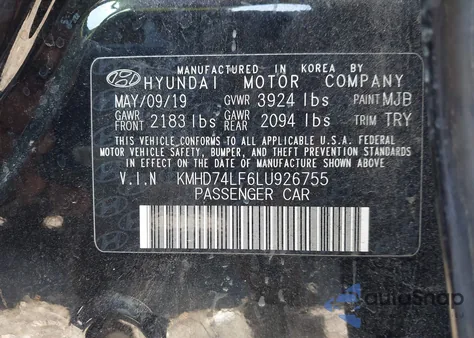 MANUFACTURED IN KOREA BY
HYUNDAI MOTOR COMPANY
MAY/09/19 GVWR 3924 lbs PAINT MJB
GAWR FRONT 2183 lbs GAWR REAR 2094 lbs TRIM TRY
THIS VEHICLE CONFORMS TO ALL APPLICABLE U.S.A. FEDERAL
MOTOR VEHICLE SAFETY, BUMPER, AND THEFT PREVENTION STANDARDS
IN EFFECT ON THE DATE OF MANUFACTURE SHOWN ABOVE.
V.I.N KMHD74LF6LU926755
PASSENGER CAR
AutoSnap